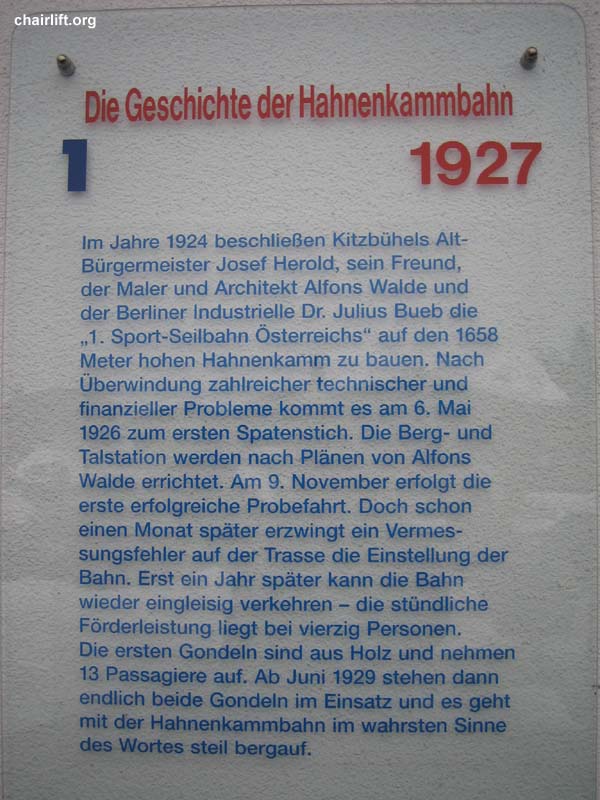 chairlift.org
Die Geschichte der Hahnenkammbahn
1 1927
Im Jahre 1924 beschließen Kitzbühels Alt-
Bürgermeister Josef Herold, sein Freund,
der Maler und Architekt Alfons Walde und
der Berliner Industrielle Dr. Julius Bueb die
„1. Sport-Seilbahn Österreichs“ auf den 1658
Meter hohen Hahnenkamm zu bauen. Nach
Überwindung zahlreicher technischer und
finanzieller Probleme kommt es am 6. Mai
1926 zum ersten Spatenstich. Die Berg- und
Talstation werden nach Plänen von Alfons
Walde errichtet. Am 9. November erfolgt die
erste erfolgreiche Probefahrt. Doch schon
einen Monat später erzwingt ein Vermes-
sungsfehler auf der Trasse die Einstellung der
Bahn. Erst ein Jahr später kann die Bahn
wieder eingleisig verkehren – die stündliche
Förderleistung liegt bei vierzig Personen.
Die ersten Gondeln sind aus Holz und nehmen
13 Passagiere auf. Ab Juni 1929 stehen dann
endlich beide Gondeln im Einsatz und es geht
mit der Hahnenkammbahn im wahrsten Sinne
des Wortes steil bergauf.